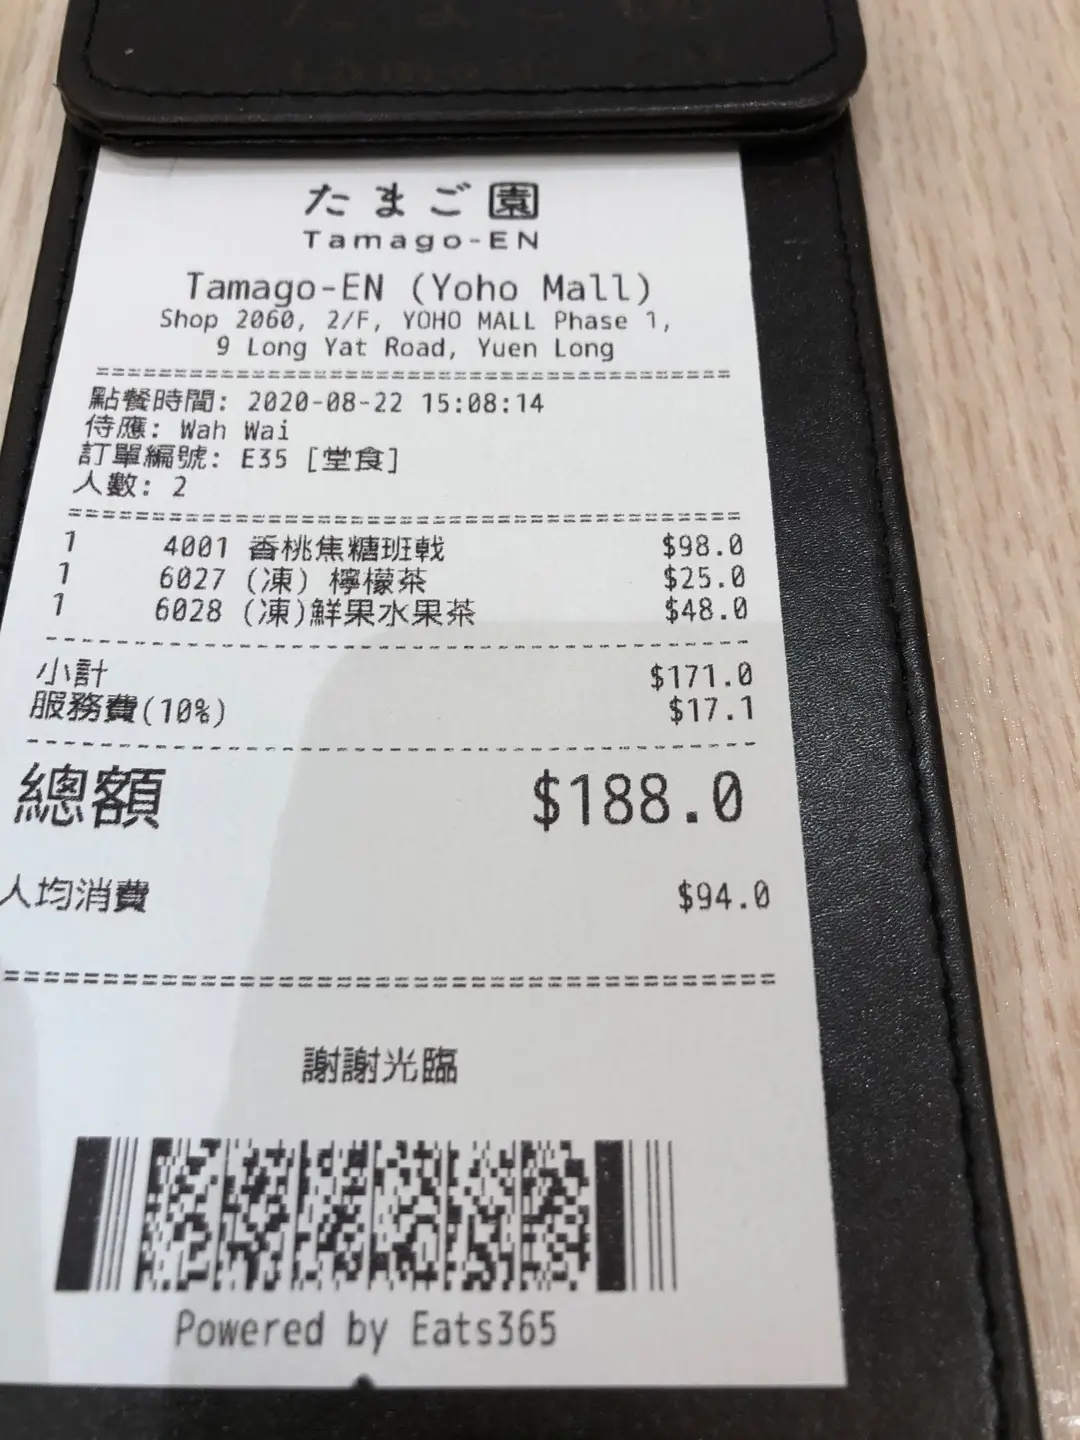 たまご園
Tamago-EN
Tamago-EN (Yoho Mall)
Shop 2060, 2/F, YOHO MALL Phase 1,
9 Long Yat Road, Yuen Long
點餐時間: 2020-08-22 15:08:14
侍應: Wah Wai
訂單編號: E35 [堂食]
人數: 2
1 4001 香桃焦糖班戟 $98.0
1 6027 (凍) 檸檬茶 $25.0
1 6028 (凍)鮮果水果茶 $48.0
小計 $171.0
服務費(10%) $17.1
總額 $188.0
人均消費 $94.0
謝謝光臨
Powered by Eats365